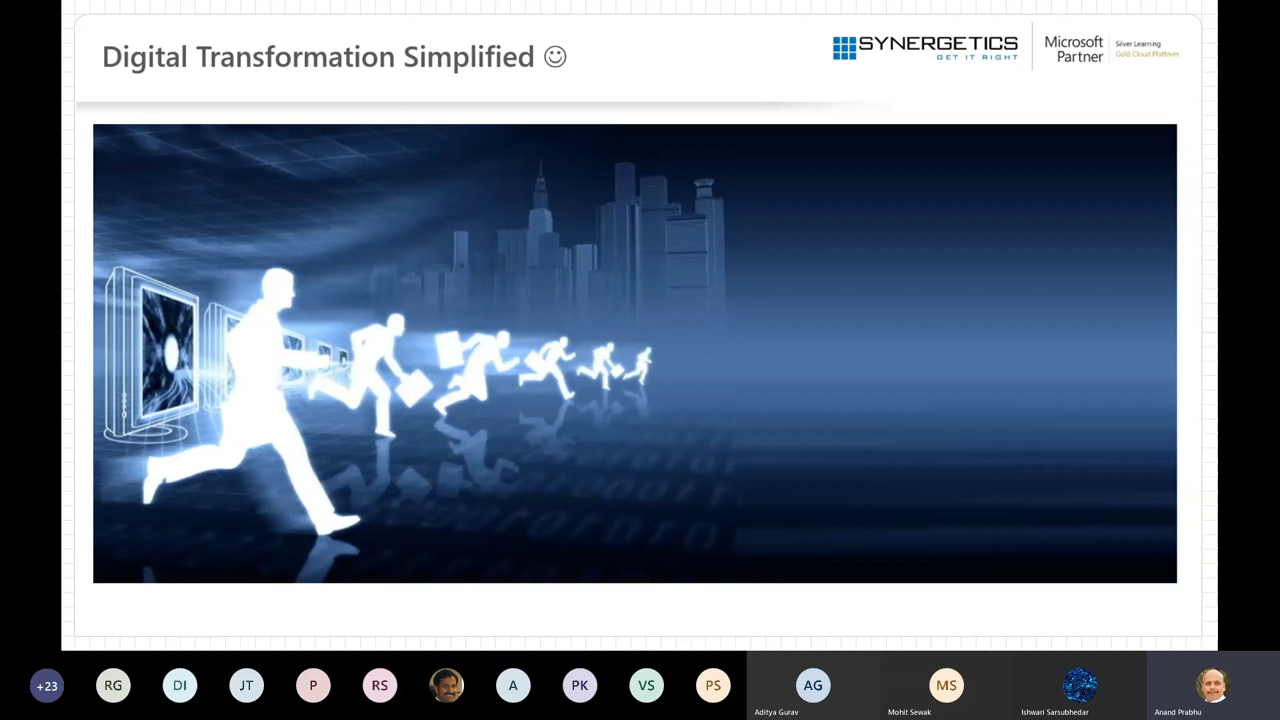 Digital Transformation Simplified ☺
SYNERGETICS
GET IT RIGHT
Microsoft
Partner
Silver Learning
Gold Cloud Platform
+23
RG
DI
JT
P
RS
A
PK
VS
PS
AG
MS
Aditya Gurav
Mohit Sewak
Ishwari Sarsubhedar
Anand Prabhu